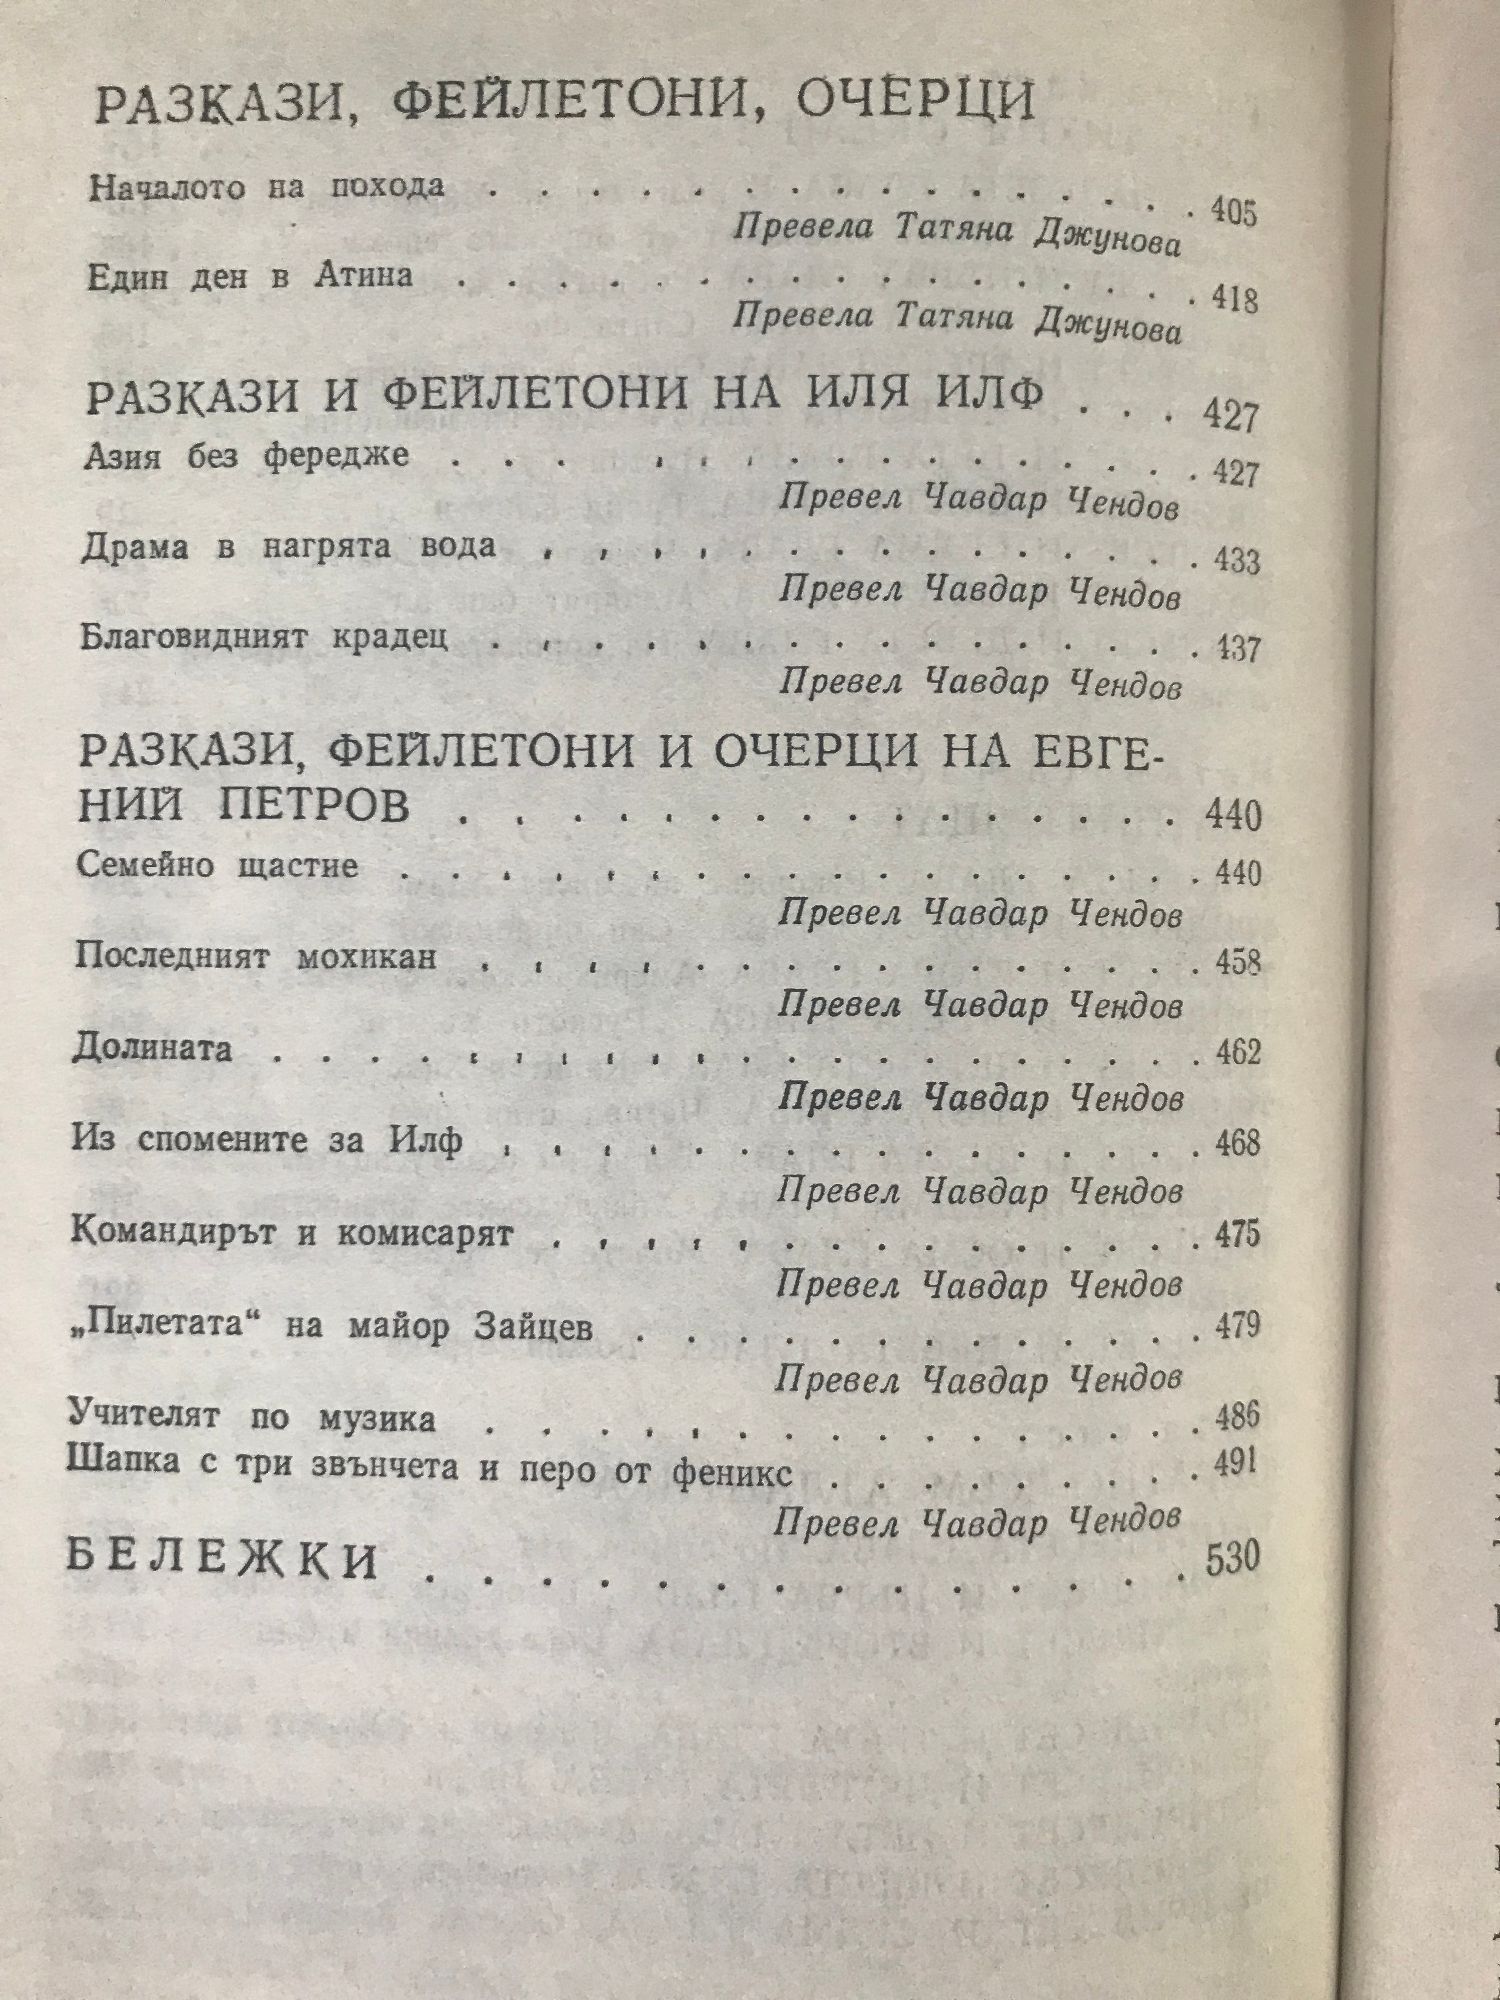 РАЗКАЗИ, ФЕЙЛЕТОНИ, ОЧЕРЦИ
Началото на похода . . . . . . . . . . . . . . . 405
Превела Татяна Джунова
Един ден в Атина . . . . . . . . . . . . . . . 418
Превела Татяна Джунова
РАЗКАЗИ И ФЕЙЛЕТОНИ НА ИЛЯ ИЛФ . . . 427
Азия без фередже . . . . . . . . . . . . . . . 427
Превел Чавдар Чендов
Драма в нагрята вода . . . . . . . . . . . . . . 433
Превел Чавдар Чендов
Благовидният крадец . . . . . . . . . . . . . . . 437
Превел Чавдар Чендов
РАЗКАЗИ, ФЕЙЛЕТОНИ И ОЧЕРЦИ НА ЕВГЕ-
НИЙ ПЕТРОВ . . . . . . . . . . . . . . 440
Семейно щастие . . . . . . . . . . . . . . . . . 440
Превел Чавдар Чендов
Последният мохикан . . . . . . . . . . . . . . . 458
Превел Чавдар Чендов
Долината . . . . . . . . . . . . . . . . . . . . 462
Превел Чавдар Чендов
Из спомените за Илф . . . . . . . . . . . . . . . 468
Превел Чавдар Чендов
Командирът и комисарят . . . . . . . . . . . . . . 475
Превел Чавдар Чендов
„Пилетата“ на майор Зайцев . . . . . . . . . . . . 479
Превел Чавдар Чендов
Учителят по музика . . . . . . . . . . . . . . . 486
Шапка с три звънчета и перо от феникс . . . . . . . . . 491
Превел Чавдар Чендов
БЕЛЕЖКИ . . . . . . . . . . . . . . 530